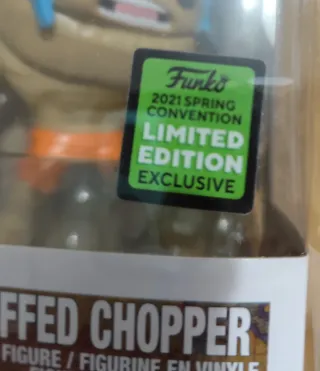 Funko
2021 SPRING
CONVENTION
LIMITED
EDITION
EXCLUSIVE
FFED CHOPPER
FIGURE / FIGURINE EN VINYLE